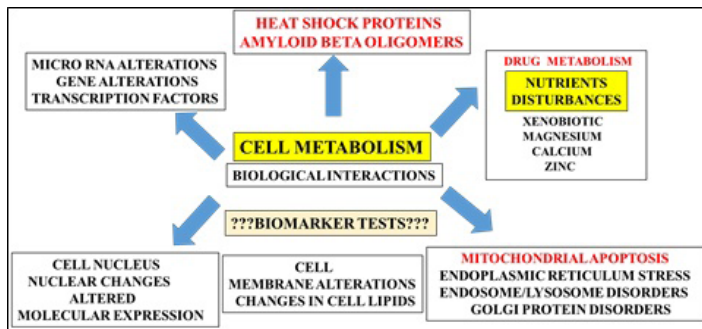 HEAT SHOCK PROTEINS
AMYLOID BETA OLIGOMERS
MICRO RNA ALTERATIONS
GENE ALTERATIONS
TRANSCRIPTION FACTORS
DRUG METABOLISM
NUTRIENTS
DISTURBANCES
XENOBIOTIC
MAGNESIUM
CALCIUM
ZINC
CELL METABOLISM
BIOLOGICAL INTERACTIONS
???BIOMARKER TESTS???
CELL NUCLEUS
NUCLEAR CHANGES
ALTERED
MOLECULAR EXPRESSION
CELL
MEMBRANE ALTERATIONS
CHANGES IN CELL LIPIDS
MITOCHONDRIAL APOPTOSIS
ENDOPLASMIC RETICULUM STRESS
ENDOSOME/LYSOSOME DISORDERS
GOLGI PROTEIN DISORDERS